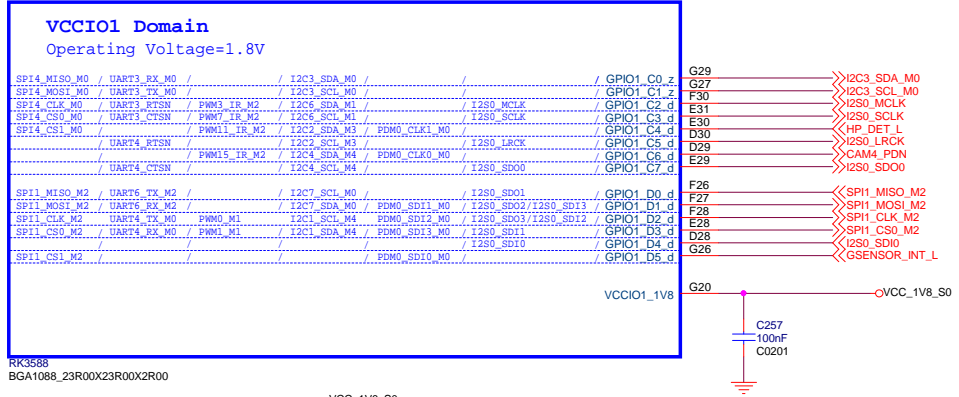 VCCIO1 Domain
Operating Voltage=1.8V
SPI4_MISO_M0 / UART3_RX_M0 / / I2C3_SDA_M0 / / / GPIO1_C0_z G29 I2C3_SDA_M0
SPI4_MOSI_M0 / UART3_TX_M0 / / I2C3_SCL_M0 / / / GPIO1_C1_z G27 I2C3_SCL_M0
SPI4_CLK_M0 / UART3_RTSN / PWM3_IR_M2 / I2C6_SDA_M1 / / I2S0_MCLK / GPIO1_C2_d F30 I2S0_MCLK
SPI4_CS0_M0 / UART3_CTSN / PWM7_IR_M2 / I2C6_SCL_M1 / / I2S0_SCLK / GPIO1_C3_d E31 I2S0_SCLK
SPI4_CS1_M0 / / PWM11_IR_M2 / I2C2_SDA_M3 / PDM0_CLK1_M0 / / GPIO1_C4_d E30 HP_DET_L
/ UART4_RTSN / / I2C2_SCL_M3 / / I2S0_LRCK / GPIO1_C5_d D30 I2S0_LRCK
/ / PWM15_IR_M2 / I2C4_SDA_M4 / PDM0_CLK0_M0 / / GPIO1_C6_d D29 CAM4_PDN
/ UART4_CTSN / / I2C4_SCL_M4 / / I2S0_SDO0 / GPIO1_C7_d E29 I2S0_SDO0
SPI1_MISO_M2 / UART6_TX_M2 / / I2C7_SCL_M0 / / I2S0_SDO1 / GPIO1_D0_d F26 SPI1_MISO_M2
SPI1_MOSI_M2 / UART6_RX_M2 / / I2C7_SDA_M0 / PDM0_SDI1_M0 / I2S0_SDO2/I2S0_SDI3 / GPIO1_D1_d F27 SPI1_MOSI_M2
SPI1_CLK_M2 / UART4_TX_M0 / PWM0_M1 / I2C1_SCL_M4 / PDM0_SDI2_M0 / I2S0_SDO3/I2S0_SDI2 / GPIO1_D2_d F28 SPI1_CLK_M2
SPI1_CS0_M2 / UART4_RX_M0 / PWM1_M1 / I2C1_SDA_M4 / PDM0_SDI3_M0 / I2S0_SDI1 / GPIO1_D3_d E28 SPI1_CS0_M2
/ / / / / I2S0_SDI0 / GPIO1_D4_d D28 I2S0_SDI0
SPI1_CS1_M2 / / / / PDM0_SDI0_M0 / / GPIO1_D5_d G26 GSENSOR_INT_L
VCCIO1_1V8 G20 VCC_1V8_S0
C257
100nF
C0201
RK3588
BGA1088_23R00X23R00X2R00